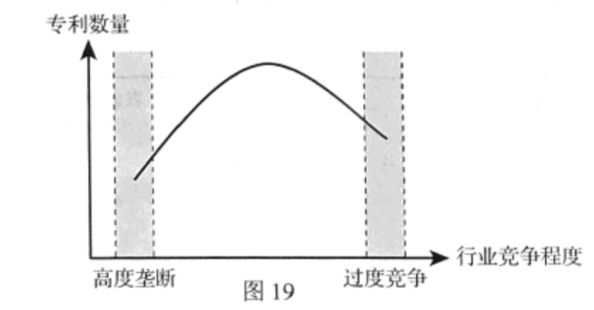 专利数量
行业竞争程度
高度垄断
过度竞争
图 19